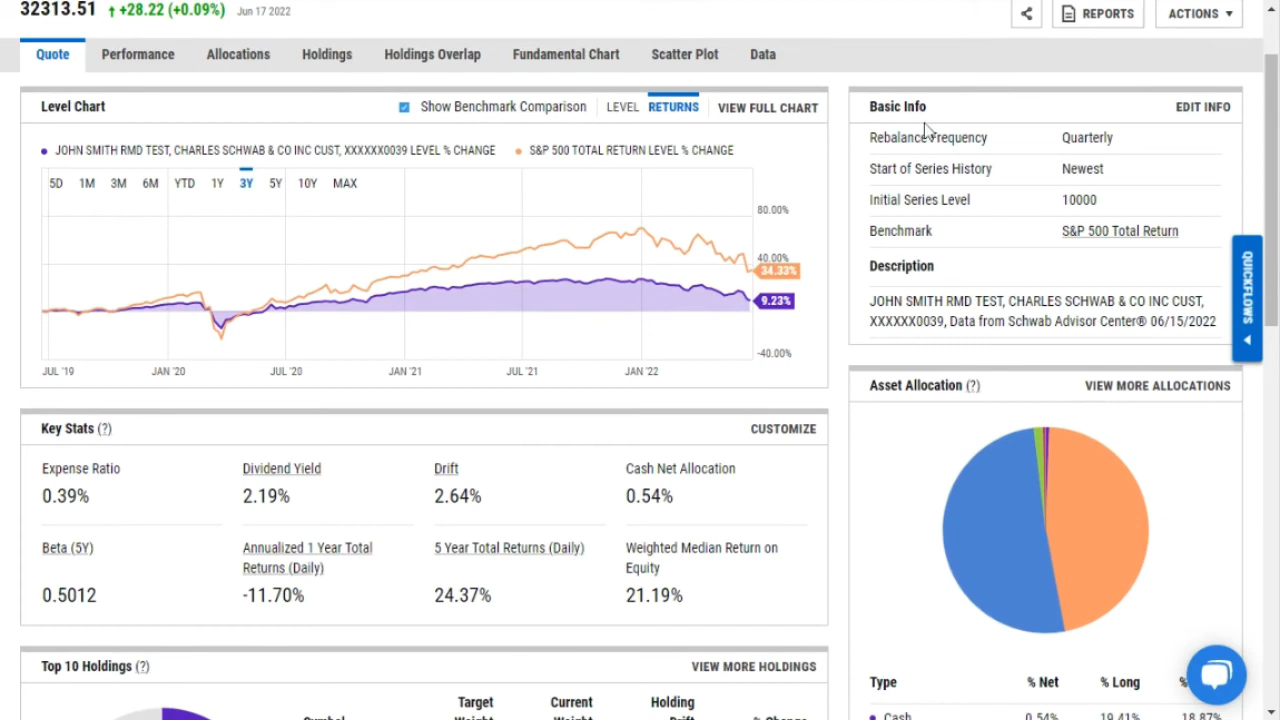 32313.51 +28.22 (+0.09%) Jun 17 2022
REPORTS
ACTIONS
Quote Performance Allocations Holdings Holdings Overlap Fundamental Chart Scatter Plot Data
Level Chart
Show Benchmark Comparison
LEVEL RETURNS
VIEW FULL CHART
JOHN SMITH RMD TEST, CHARLES SCHWAB & CO INC CUST, XXXXXX0039 LEVEL % CHANGE
S&P 500 TOTAL RETURN LEVEL % CHANGE
5D 1M 3M 6M YTD 1Y 3Y 5Y 10Y MAX
80.00%
40.00%
34.33%
9.23%
-40.00%
JUL '19 JAN '20 JUL '20 JAN '21 JUL '21 JAN '22
Basic Info
EDIT INFO
Rebalance Frequency Quarterly
Start of Series History Newest
Initial Series Level 10000
Benchmark S&P 500 Total Return
Description
JOHN SMITH RMD TEST, CHARLES SCHWAB & CO INC CUST,
XXXXXX0039, Data from Schwab Advisor Center® 06/15/2022
QUICKFLOWS
Key Stats (?)
CUSTOMIZE
Expense Ratio
0.39%
Dividend Yield
2.19%
Drift
2.64%
Cash Net Allocation
0.54%
Beta (5Y)
0.5012
Annualized 1 Year Total
Returns (Daily)
-11.70%
5 Year Total Returns (Daily)
24.37%
Weighted Median Return on
Equity
21.19%
Asset Allocation (?)
VIEW MORE ALLOCATIONS
Type % Net % Long %
Cash 0.54% 19.41% 18.87%
Top 10 Holdings (?)
VIEW MORE HOLDINGS
Target Current Holding
Symbol Weight Weight Drift % Change